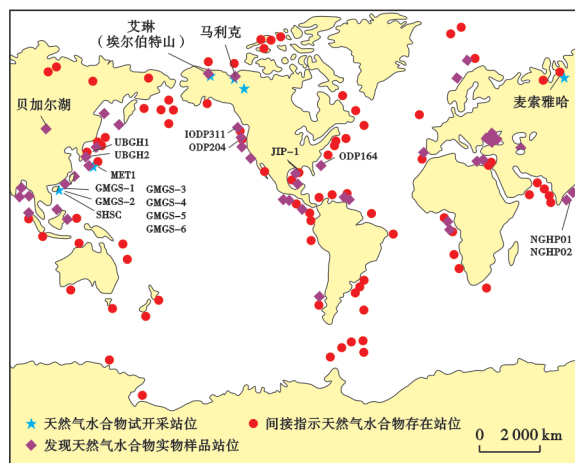 艾琳
（埃尔伯特山）
马利克
贝加尔湖
麦索雅哈
UBGH1
UBGH2
MET1
GMGS-1
GMGS-2
SHSC
GMGS-3
GMGS-4
GMGS-5
GMGS-6
IODP311
ODP204
JIP-1
ODP164
NGHP01
NGHP02
天然气水合物试开采站位
间接指示天然气水合物存在站位
发现天然气水合物实物样品站位
0 2 000 km